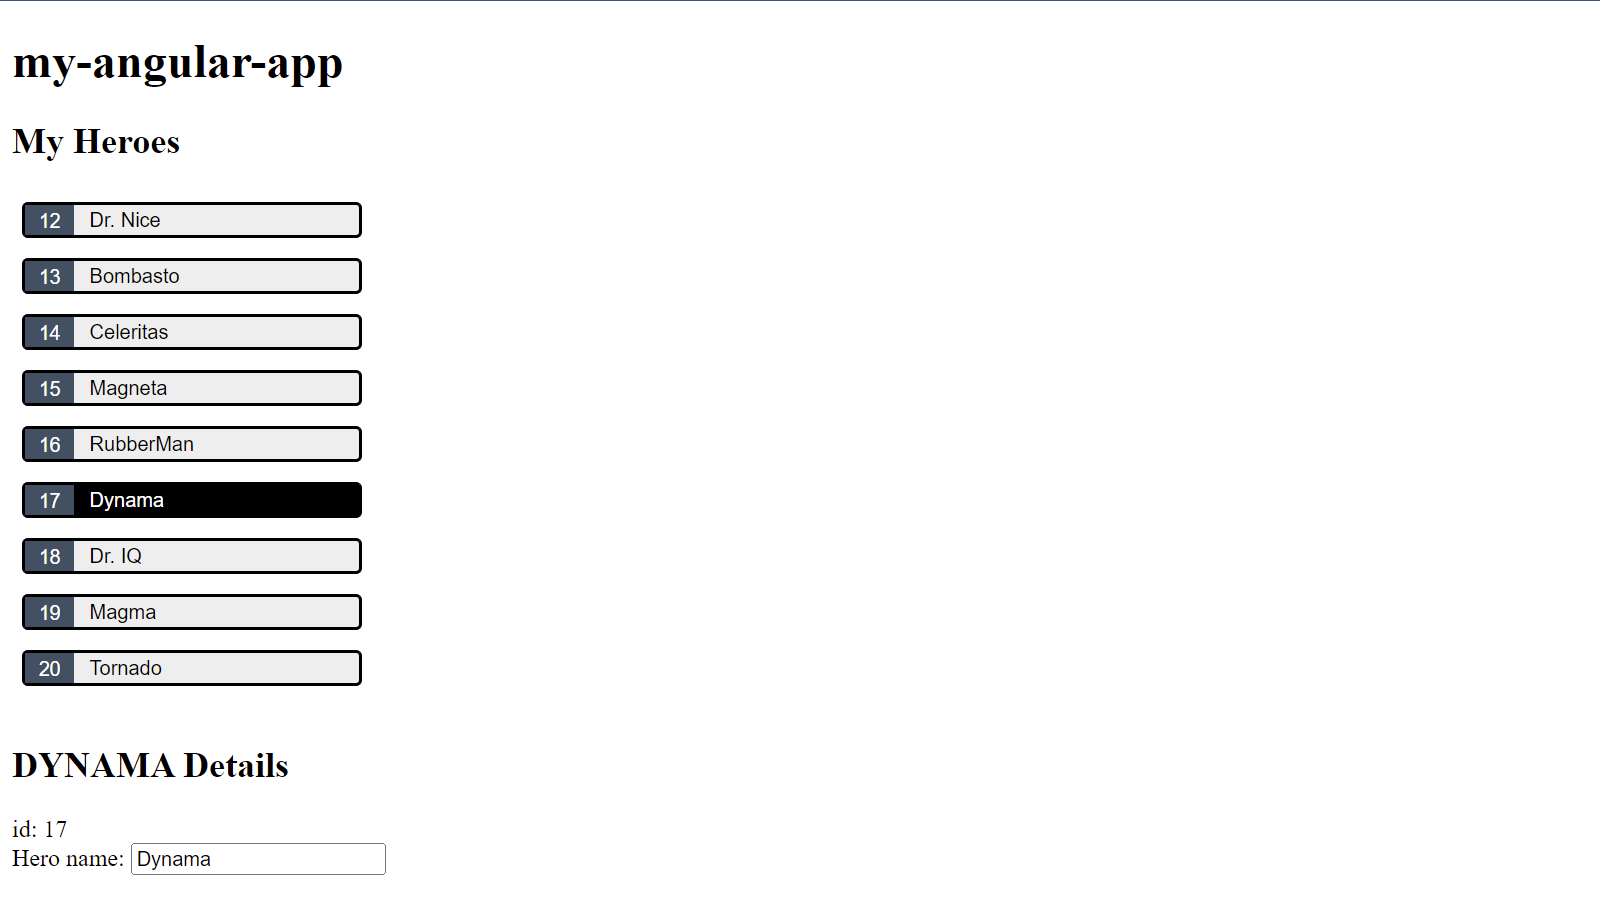 my-angular-app
My Heroes
12 Dr. Nice
13 Bombasto
14 Celeritas
15 Magneta
16 RubberMan
17 Dynama
18 Dr. IQ
19 Magma
20 Tornado
DYNAMA Details
id: 17
Hero name: Dynama